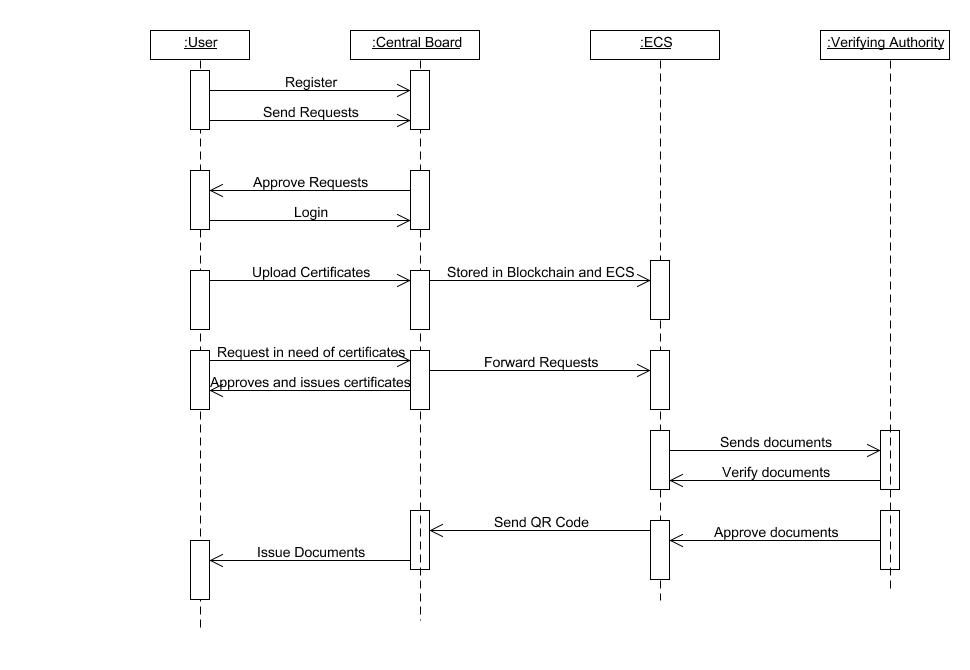 :User
:Central Board
:ECS
:Verifying Authority
Register
Send Requests
Approve Requests
Login
Upload Certificates
Stored in Blockchain and ECS
Request in need of certificates
Forward Requests
Approves and issues certificates
Sends documents
Verify documents
Send QR Code
Approve documents
Issue Documents